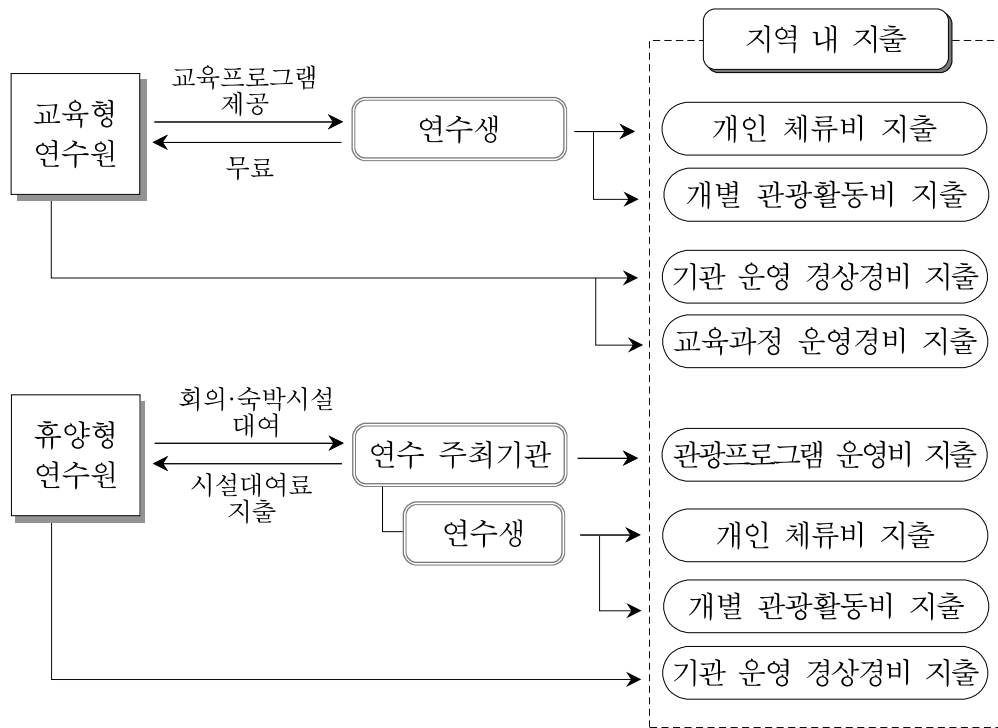 지역 내 지출
교육형
연수원
교육프로그램
제공
무료
연수생
개인 체류비 지출
개별 관광활동비 지출
기관 운영 경상경비 지출
교육과정 운영경비 지출
휴양형
연수원
회의·숙박시설
대여
시설대여료
지출
연수 주최기관
연수생
관광프로그램 운영비 지출
개인 체류비 지출
개별 관광활동비 지출
기관 운영 경상경비 지출